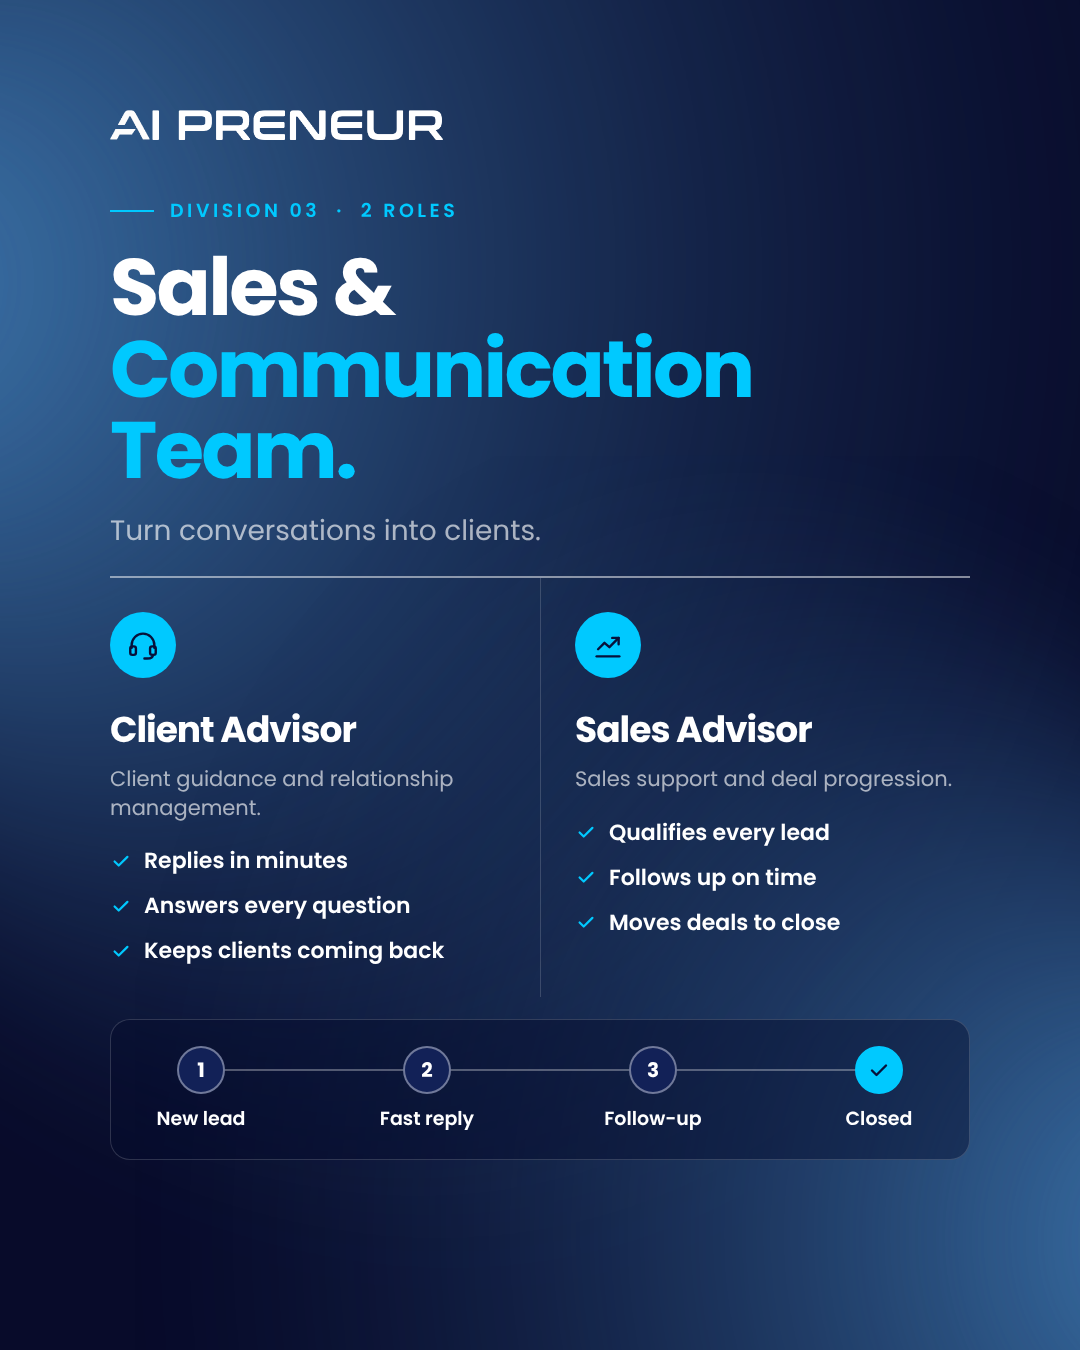 AI PRENEUR
DIVISION 03 · 2 ROLES
Sales &
Communication
Team.
Turn conversations into clients.
Client Advisor
Client guidance and relationship
management.
Replies in minutes
Answers every question
Keeps clients coming back
Sales Advisor
Sales support and deal progression.
Qualifies every lead
Follows up on time
Moves deals to close
1
New lead
2
Fast reply
3
Follow-up
Closed